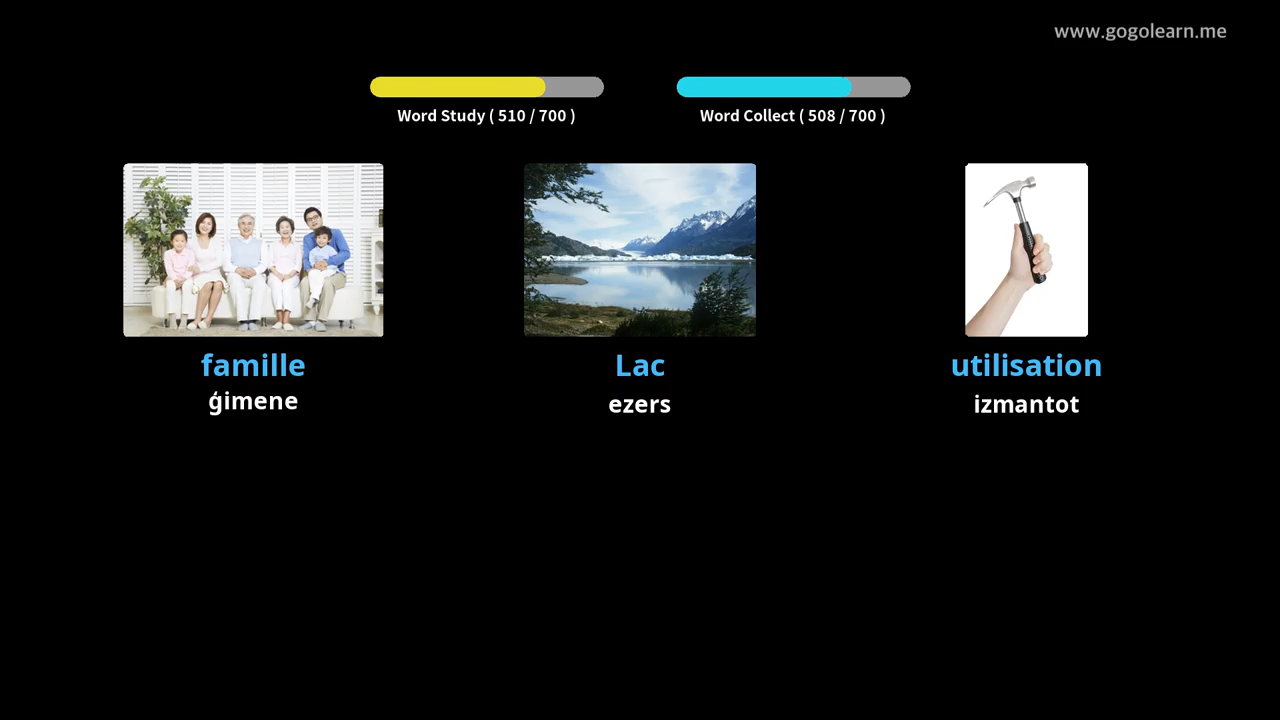 www.gogolearn.me
Word Study ( 510 / 700 )
Word Collect ( 508 / 700 )
famille
ģimene
Lac
ezers
utilisation
izmantot